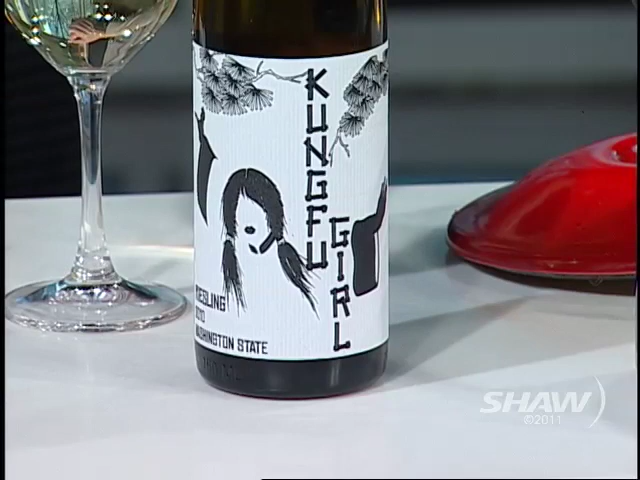 KUNGFU
GIRL
RIESLING
2010
WASHINGTON STATE
SHAW
©2011